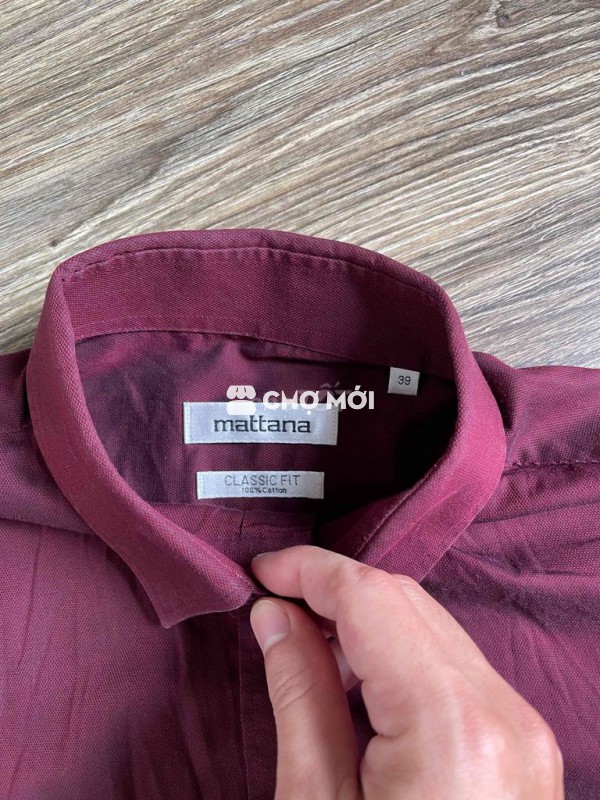 39
CHỢ MỚI
mattana
CLASSIC FIT
100% Cotton